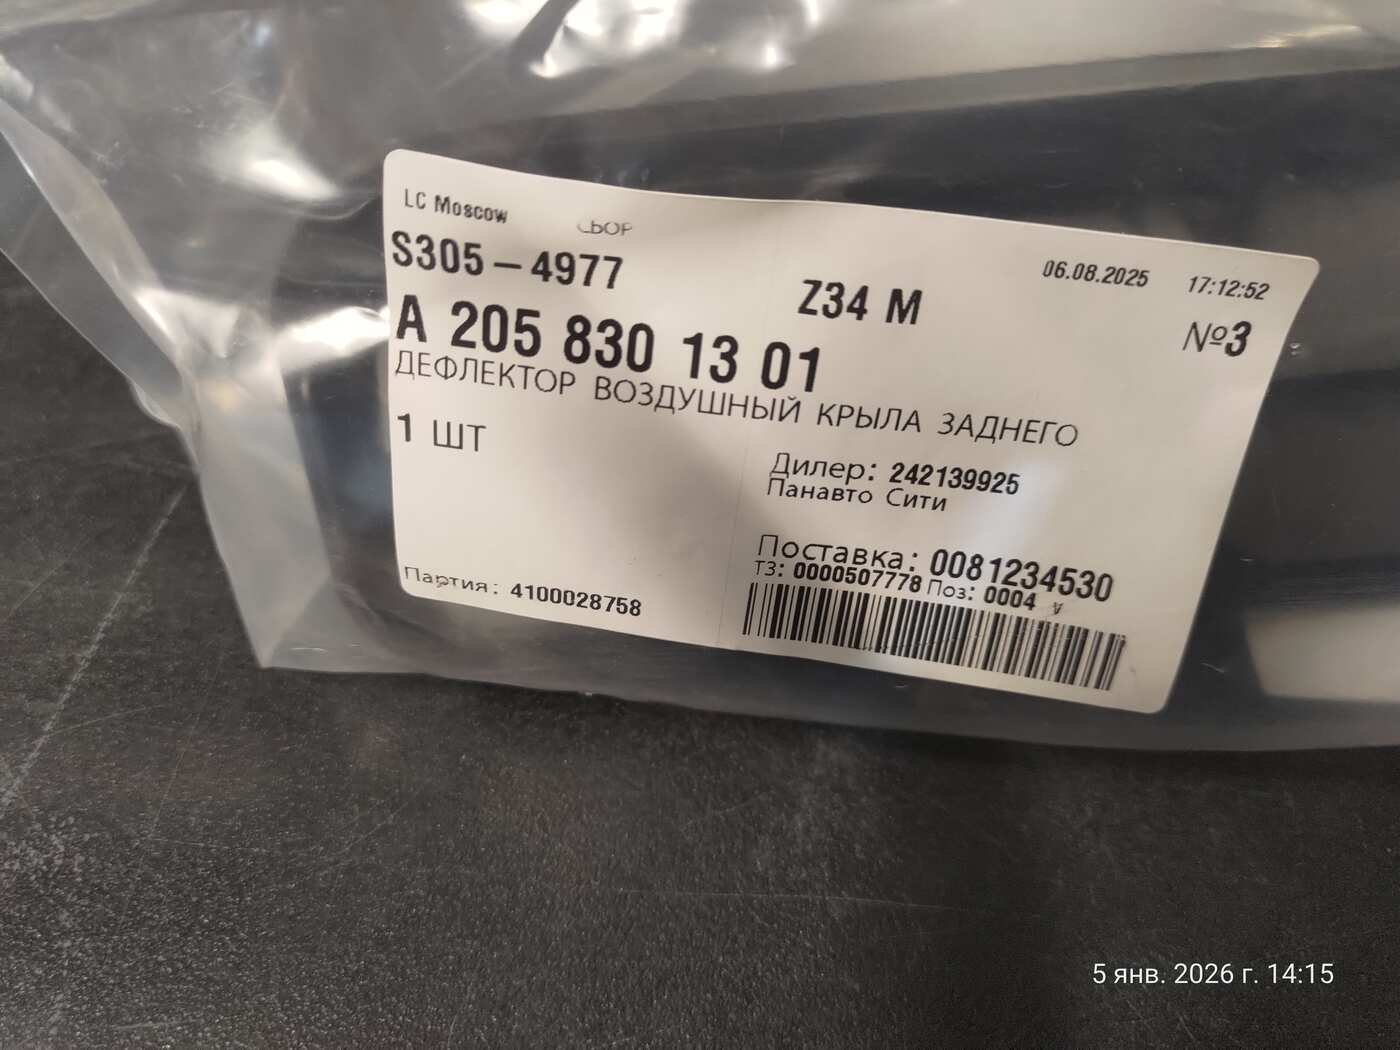 LC Moscow
СБОР
S305-4977
Z34 M
06.08.2025 17:12:52
№3
A 205 830 13 01
ДЕФЛЕКТОР ВОЗДУШНЫЙ КРЫЛА ЗАДНЕГО
1 ШТ
Дилер: 242139925
Панавто Сити
Поставка: 0081234530
ТЗ: 0000507778 Поз: 0004 V
Партия: 4100028758
5 янв. 2026 г. 14:15